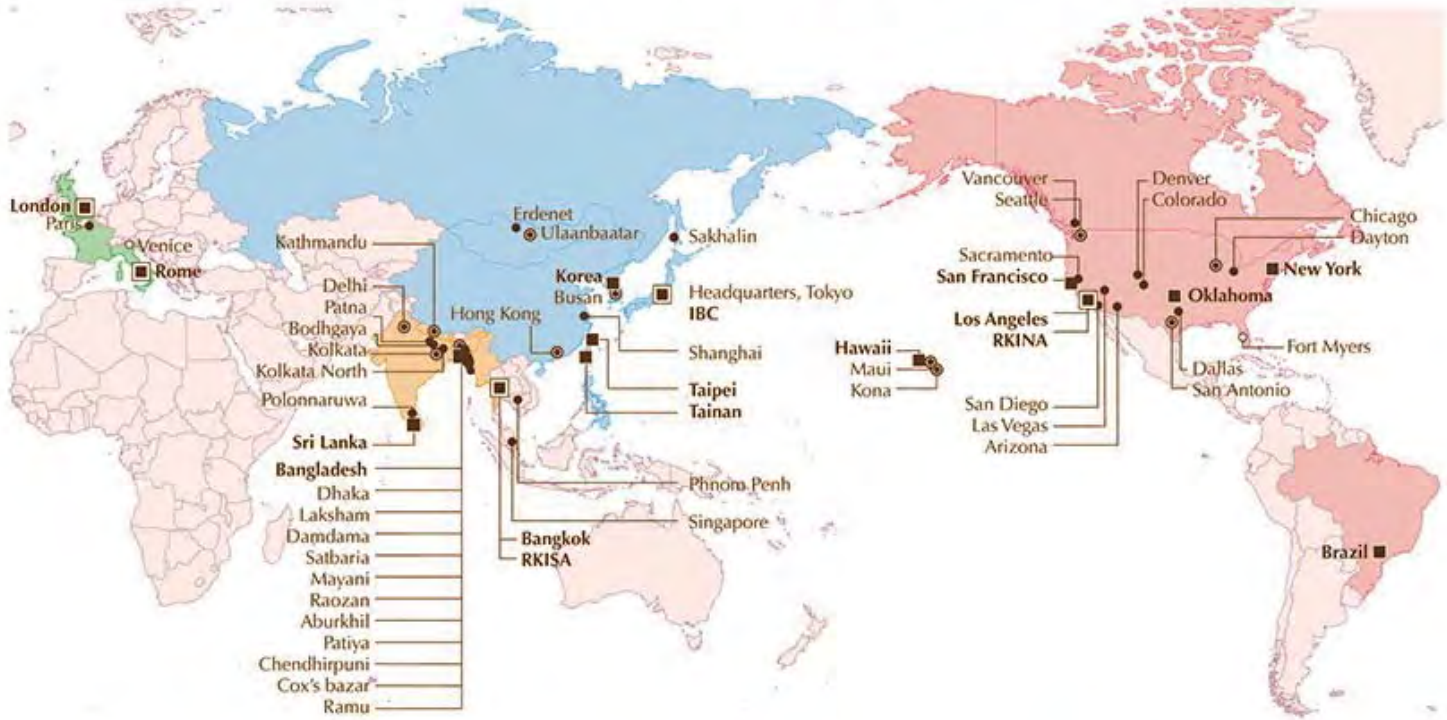 London
Paris
Venice
Rome
Kathmandu
Delhi
Patna
Bodhgaya
Kolkata
Kolkata North
Polonnaruwa
Sri Lanka
Bangladesh
Dhaka
Laksham
Damdama
Satbaria
Mayani
Raozan
Aburkhil
Patiya
Chendhirpuni
Cox's bazar
Ramu
Erdenet
Ulaanbaatar
Sakhalin
Korea
Busan
Hong Kong
Headquarters, Tokyo
IBC
Shanghai
Taipei
Tainan
Phnom Penh
Singapore
Bangkok
RKISA
Hawaii
Maui
Kona
Vancouver
Seattle
Sacramento
San Francisco
Los Angeles
RKINA
San Diego
Las Vegas
Arizona
Denver
Colorado
Chicago
Dayton
New York
Oklahoma
Fort Myers
Dallas
San Antonio
Brazil